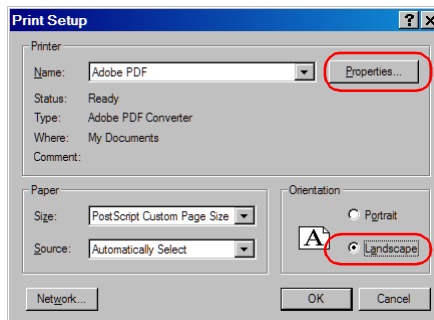 Print Setup
Printer
Name: Adobe PDF Properties...
Status: Ready
Type: Adobe PDF Converter
Where: My Documents
Comment:
Paper Orientation
Size: PostScript Custom Page Size Portrait
A
Source: Automatically Select Landscape
Network... OK Cancel